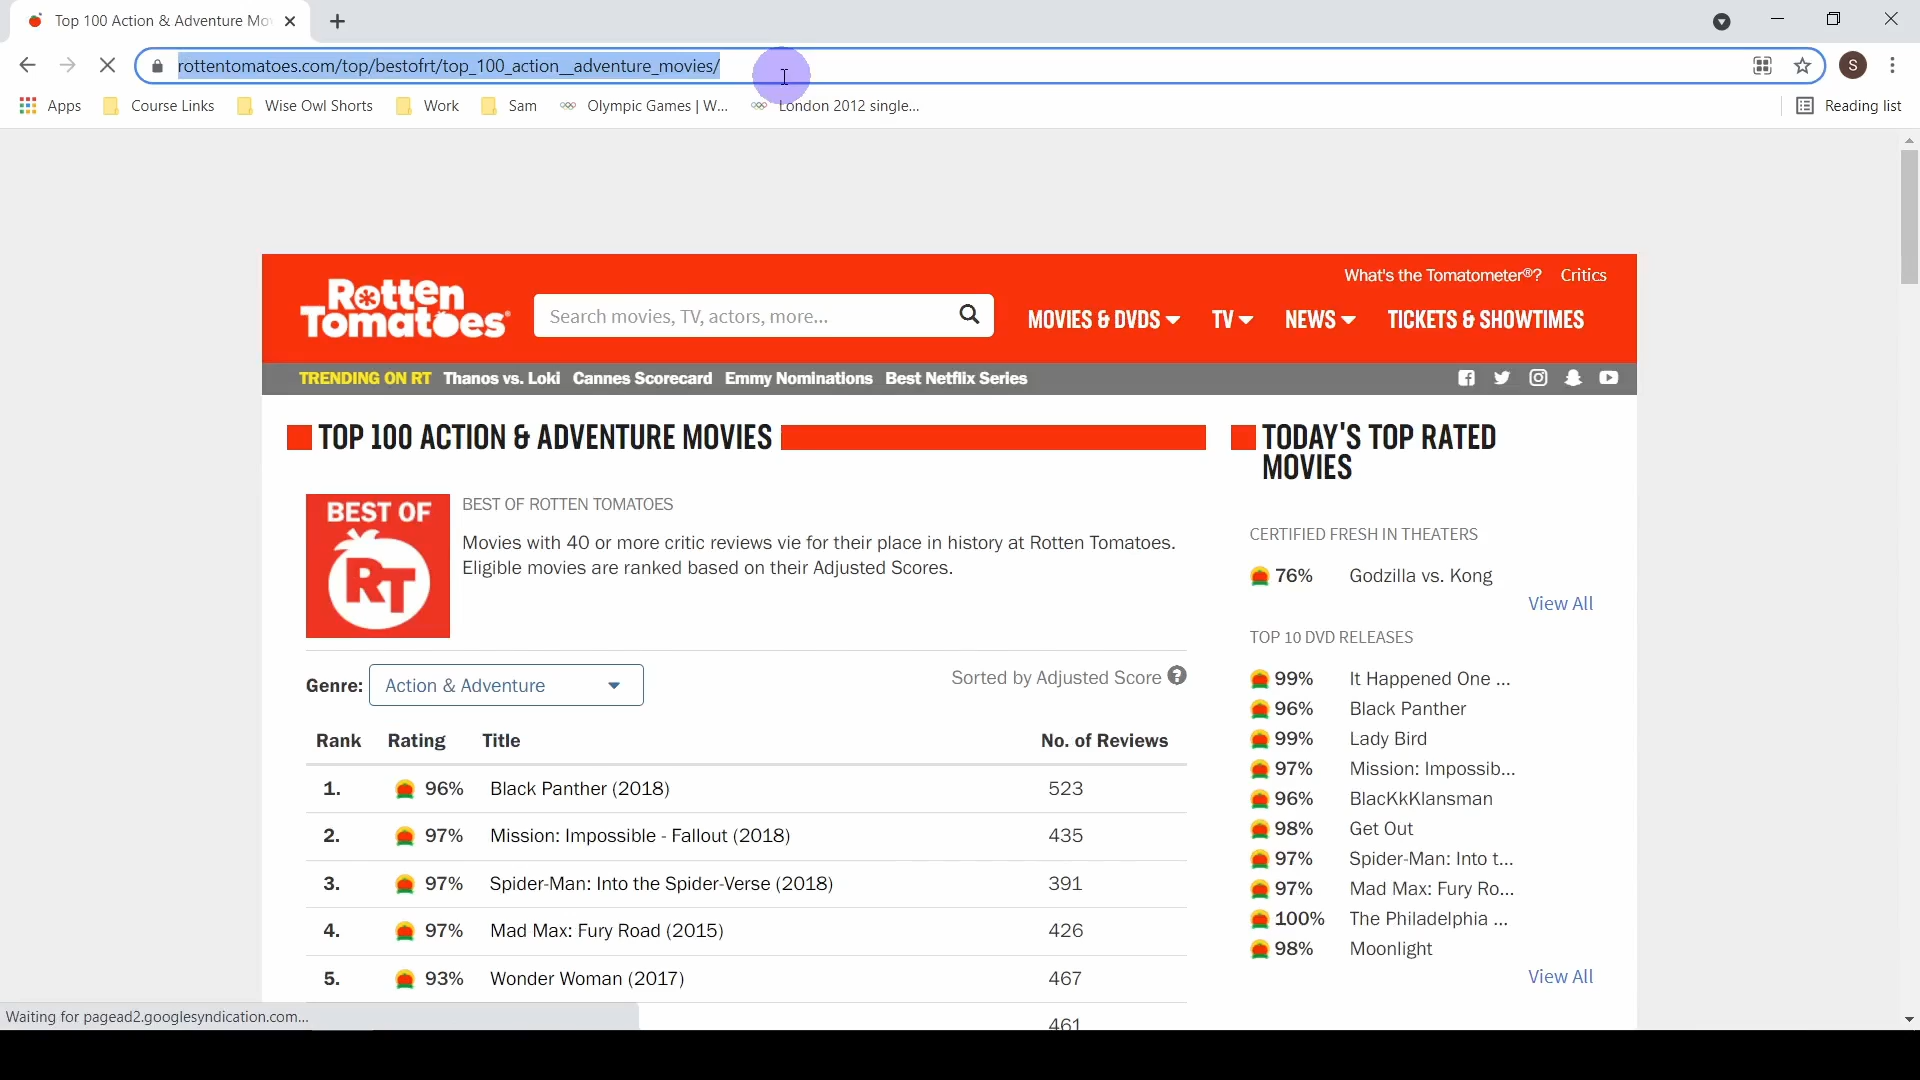 Top 100 Action & Adventure Mo
rottentomatoes.com/top/bestofrt/top_100_action__adventure_movies/
S
Apps
Course Links
Wise Owl Shorts
Work
Sam
Olympic Games | W...
London 2012 single...
Reading list
What's the Tomatometer®?
Critics
Rotten
Tomatoes
Search movies, TV, actors, more...
MOVIES & DVDS
TV
NEWS
TICKETS & SHOWTIMES
TRENDING ON RT
Thanos vs. Loki
Cannes Scorecard
Emmy Nominations
Best Netflix Series
TOP 100 ACTION & ADVENTURE MOVIES
BEST OF
RT
BEST OF ROTTEN TOMATOES
Movies with 40 or more critic reviews vie for their place in history at Rotten Tomatoes.
Eligible movies are ranked based on their Adjusted Scores.
Genre:
Action & Adventure
Sorted by Adjusted Score ?
Rank Rating Title No. of Reviews
1. 96% Black Panther (2018) 523
2. 97% Mission: Impossible - Fallout (2018) 435
3. 97% Spider-Man: Into the Spider-Verse (2018) 391
4. 97% Mad Max: Fury Road (2015) 426
5. 93% Wonder Woman (2017) 467
461
TODAY'S TOP RATED
MOVIES
CERTIFIED FRESH IN THEATERS
76% Godzilla vs. Kong
View All
TOP 10 DVD RELEASES
99% It Happened One ...
96% Black Panther
99% Lady Bird
97% Mission: Impossib...
96% BlacKkKlansman
98% Get Out
97% Spider-Man: Into t...
97% Mad Max: Fury Ro...
100% The Philadelphia ...
98% Moonlight
View All
Waiting for pagead2.googlesyndication.com...